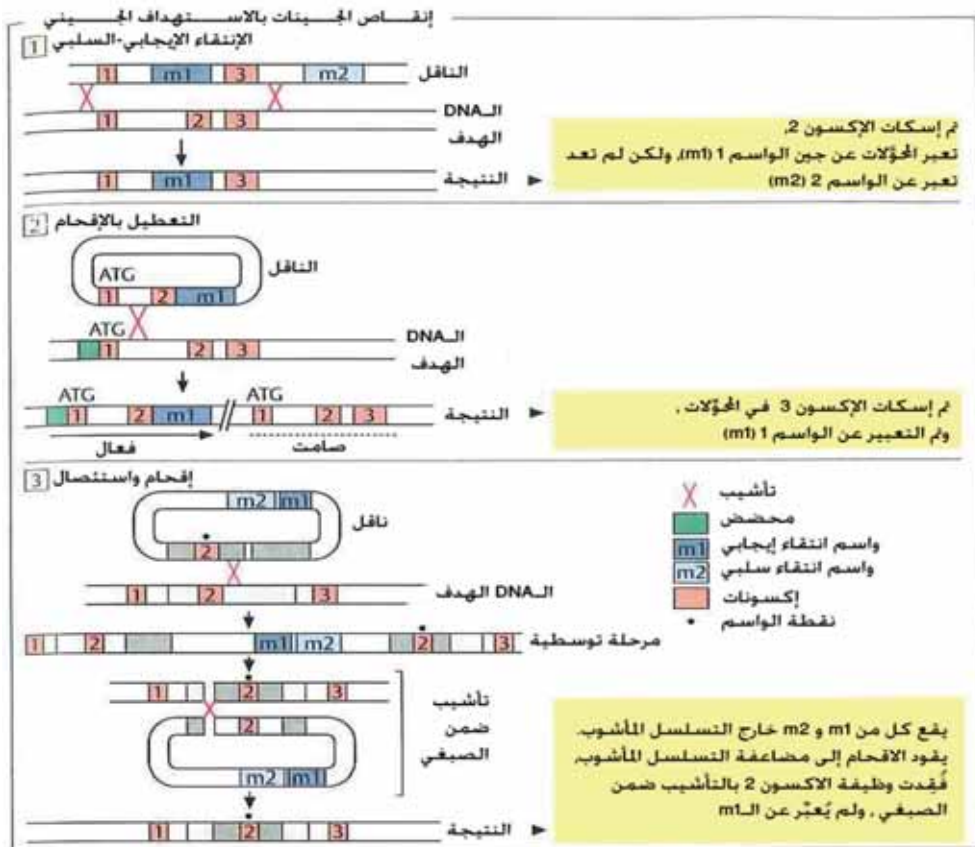 إنقاص الجينات بالاستهداف الجيني
1 الإنتقاء الإيجابي-السلبي
1 m1 3 m2 الناقل
1 2 3 الـDNA
الهدف
1 m1 3 النتيجة
تم إسكات الإكسون 2,
تعبر المحوّلات عن جين الواسم 1 (m1), ولكن لم تعد
تعبر عن الواسم 2 (m2)
2 التعطيل بالإقحام
الناقل
ATG
1 2 m1
ATG
1 2 3 الـDNA
الهدف
ATG ATG
1 2 m1 // 1 2 3 النتيجة
فعال صامت
تم إسكات الإكسون 3 في المحوّلات ,
وتم التعبير عن الواسم 1 (m1)
3 إقحام واستئصال
m2 m1
ناقل
2
1 2 3 الـDNA الهدف
1 2 m1 m2 2 3 مرحلة توسطية
1 2 3
2
m2 m1
تأشيب
ضمن
الصبغي
1 2 3 النتيجة
تأشيب
محضض
m1 واسم انتقاء إيجابي
m2 واسم انتقاء سلبي
إكسونات
• نقطة الواسم
يقع كل من m1 و m2 خارج التسلسل المأشوب.
يقود الاقحام إلى مضاعفة التسلسل المأشوب,
فُقِدت وظيفة الاكسون 2 بالتأشيب ضمن
الصبغي , ولم يُعبّر عن الـm1